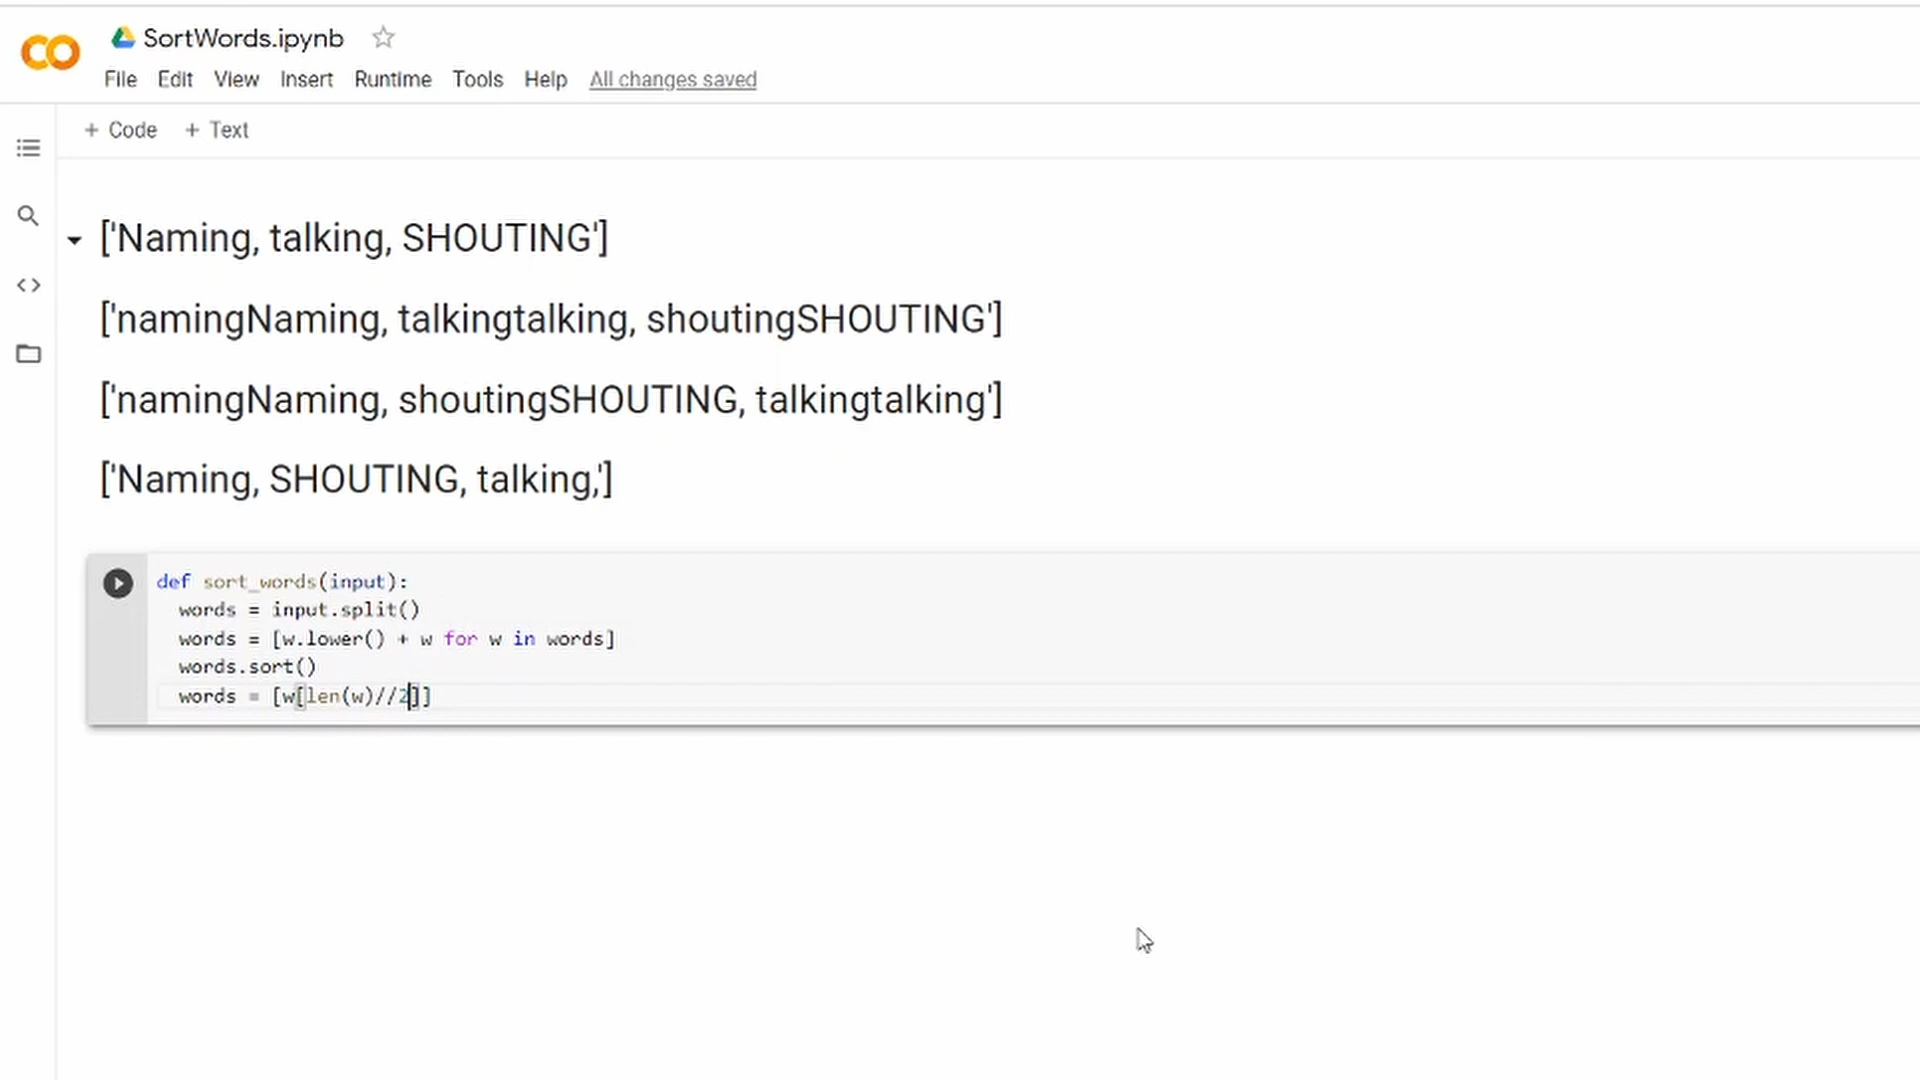 SortWords.ipynb
File Edit View Insert Runtime Tools Help All changes saved
+ Code + Text
['Naming, talking, SHOUTING']
['namingNaming, talkingtalking, shoutingSHOUTING']
['namingNaming, shoutingSHOUTING, talkingtalking']
['Naming, SHOUTING, talking,']
def sort_words(input):
words = input.split()
words = [w.lower() + w for w in words]
words.sort()
words = [w[len(w)//2]]